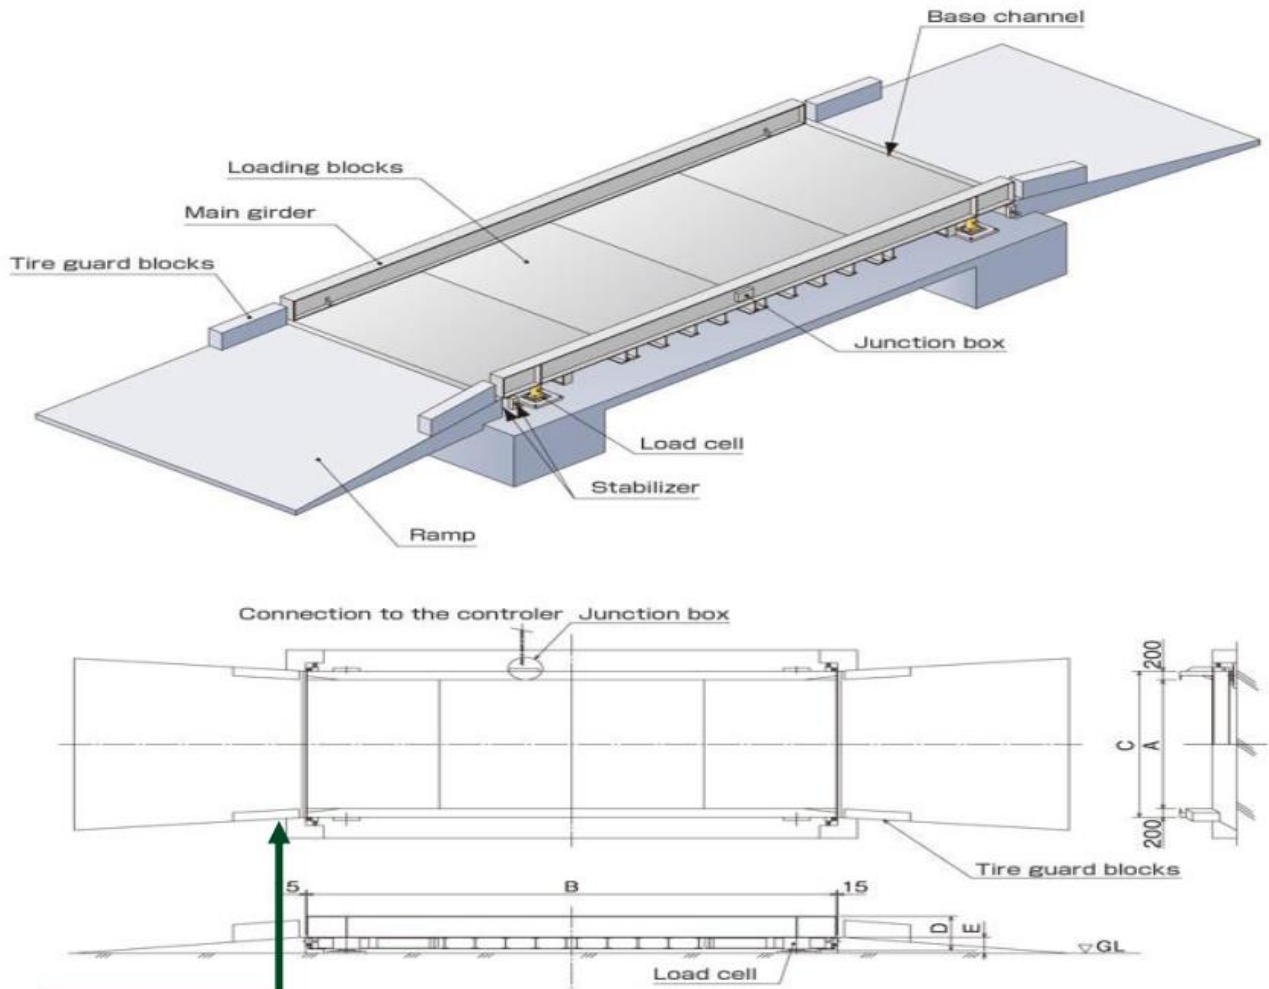 Base channel
Loading blocks
Main girder
Tire guard blocks
Junction box
Load cell
Stabilizer
Ramp
Connection to the controler Junction box
200
C
A
200
Tire guard blocks
5
B
15
D
E
GL
Load cell